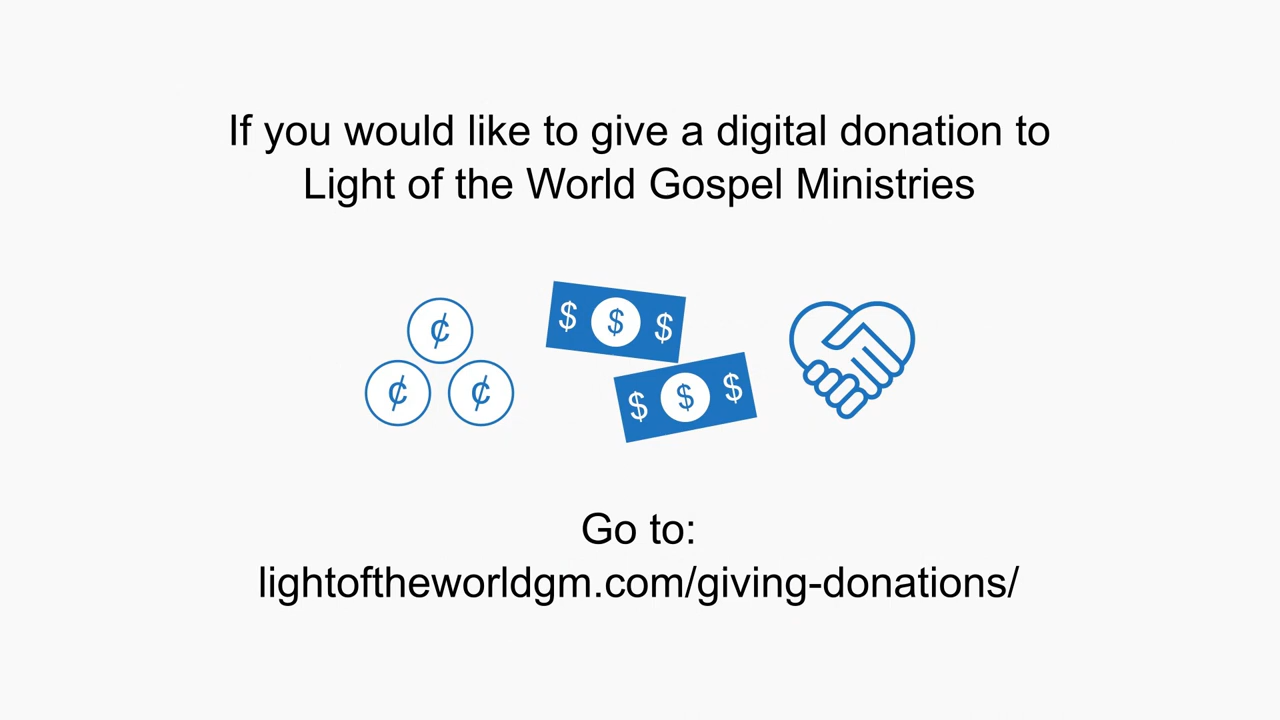 If you would like to give a digital donation to
Light of the World Gospel Ministries
¢
¢ ¢
$ $ $
$ $ $
Go to:
lightoftheworldgm.com/giving-donations/